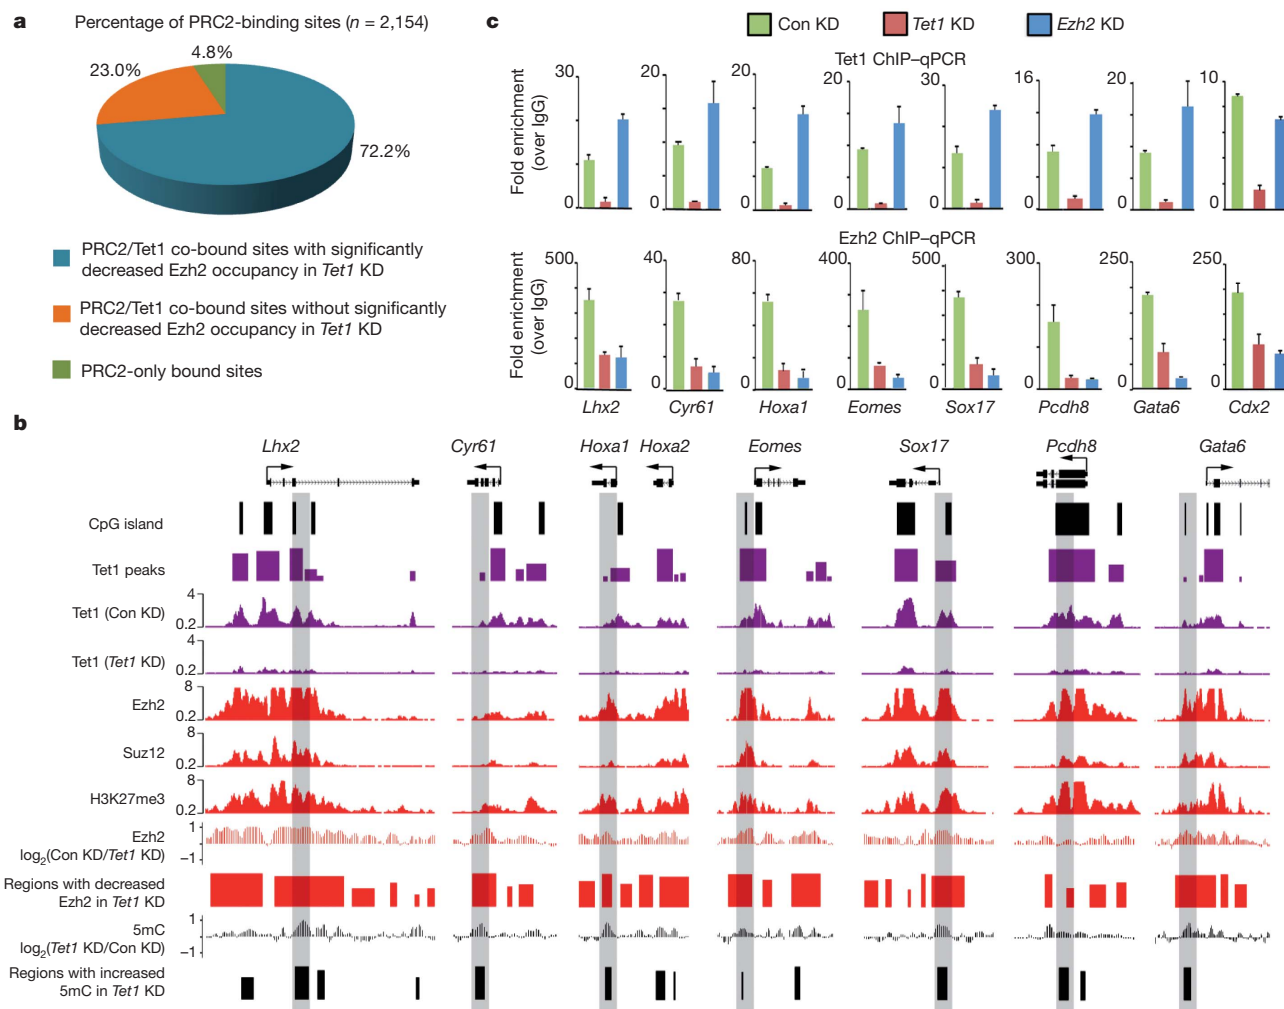 a
Percentage of PRC2-binding sites (n = 2,154)
4.8%
23.0%
72.2%
PRC2/Tet1 co-bound sites with significantly
decreased Ezh2 occupancy in Tet1 KD
PRC2/Tet1 co-bound sites without significantly
decreased Ezh2 occupancy in Tet1 KD
PRC2-only bound sites
c
Con KD Tet1 KD Ezh2 KD
Tet1 ChIP–qPCR
Fold enrichment
(over IgG)
30 20 20 20 30 16 20 10
0 0 0 0 0 0 0 0
Ezh2 ChIP–qPCR
Fold enrichment
(over IgG)
500 40 80 400 500 300 250 250
0 0 0 0 0 0 0 0
Lhx2 Cyr61 Hoxa1 Eomes Sox17 Pcdh8 Gata6 Cdx2
b
Lhx2 Cyr61 Hoxa1 Hoxa2 Eomes Sox17 Pcdh8 Gata6
CpG island
Tet1 peaks
Tet1 (Con KD)
4
0.2
Tet1 (Tet1 KD)
4
0.2
Ezh2
8
0.2
Suz12
8
0.2
H3K27me3
8
0.2
Ezh2
log2(Con KD/Tet1 KD)
1
−1
Regions with decreased
Ezh2 in Tet1 KD
5mC
log2(Tet1 KD/Con KD)
1
−1
Regions with increased
5mC in Tet1 KD